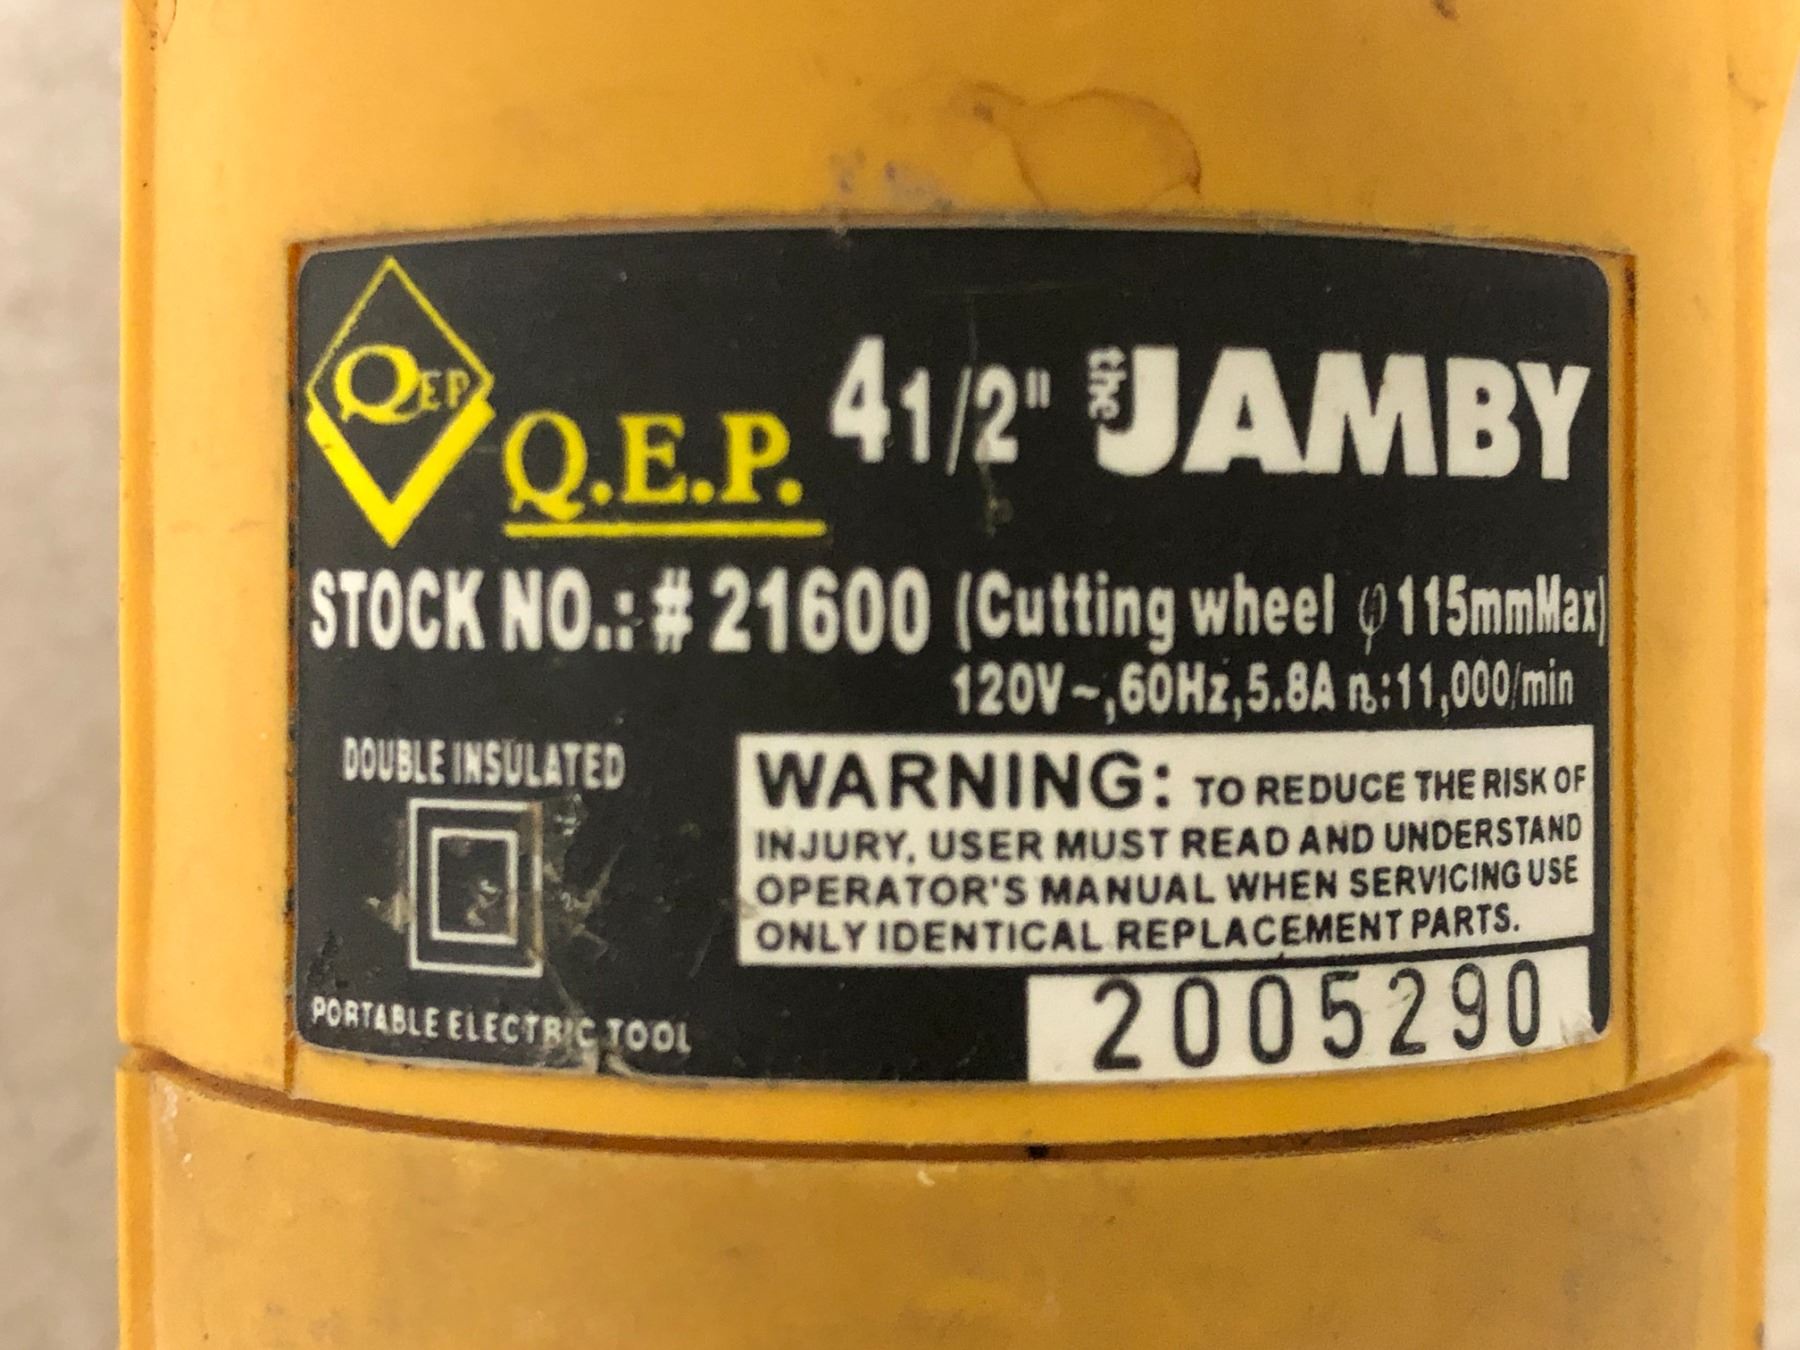 QEP
Q.E.P. 4 1/2" the JAMBY
STOCK NO.: # 21600 (Cutting wheel φ115mmMax)
120V~,60Hz,5.8A n₀:11,000/min
DOUBLE INSULATED
WARNING: TO REDUCE THE RISK OF
INJURY, USER MUST READ AND UNDERSTAND
OPERATOR'S MANUAL WHEN SERVICING USE
ONLY IDENTICAL REPLACEMENT PARTS.
PORTABLE ELECTRIC TOOL
2005290